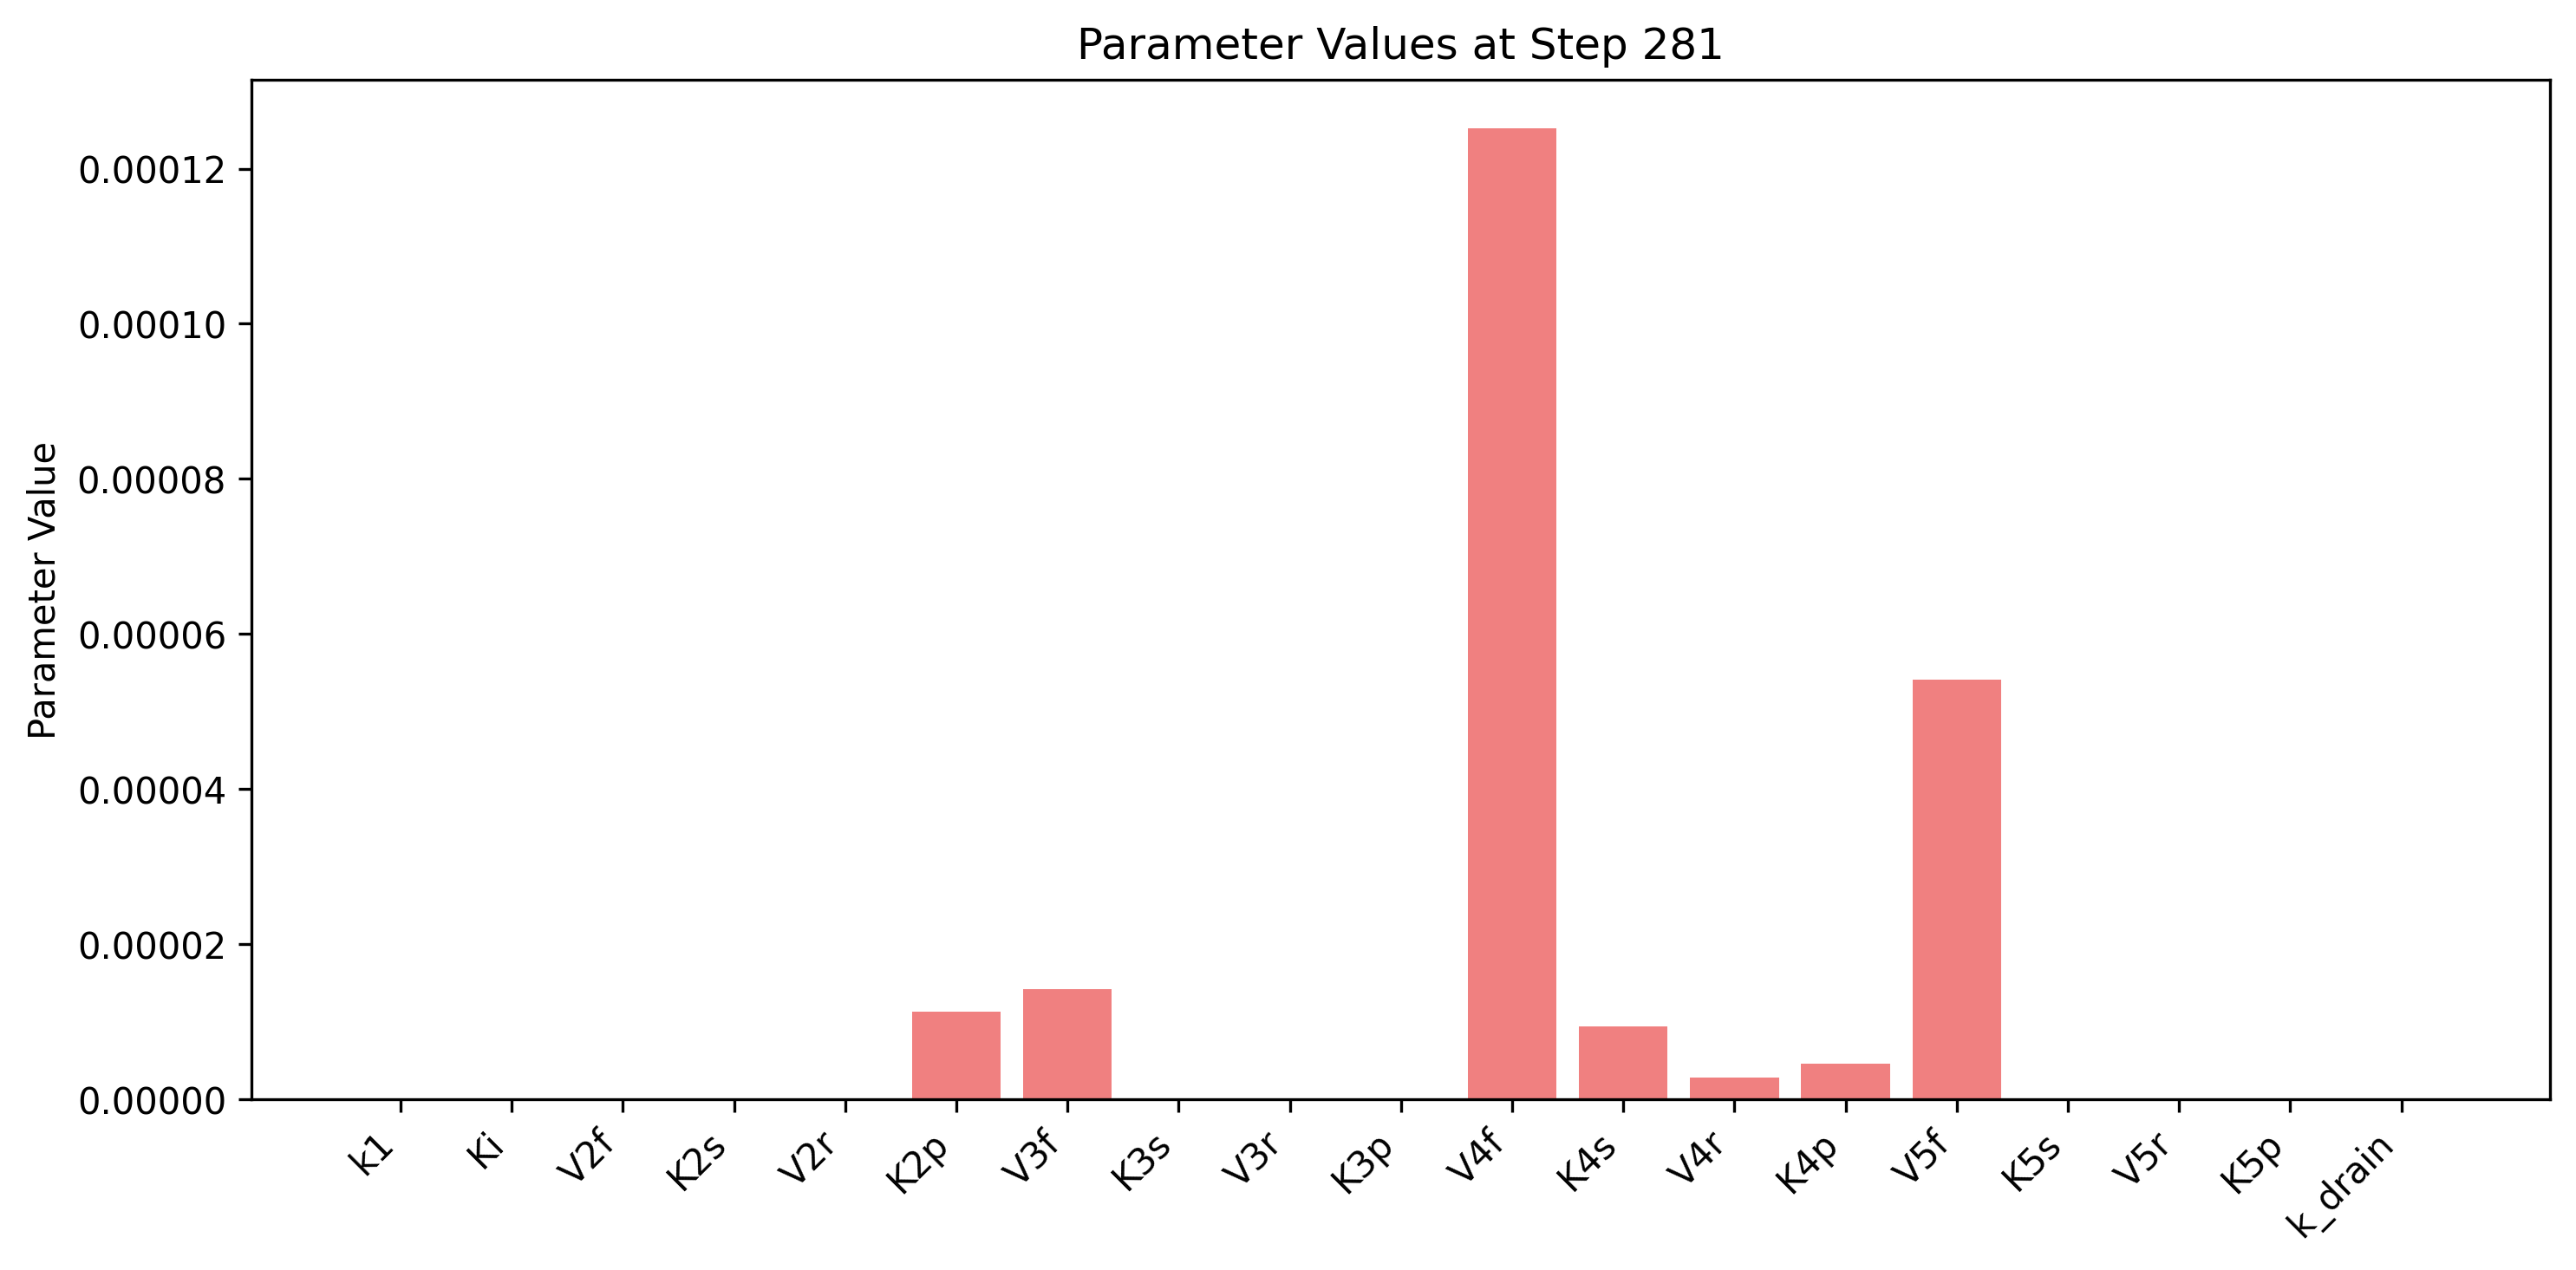 Parameter Values at Step 281
Parameter Value
0.00012
0.00010
0.00008
0.00006
0.00004
0.00002
0.00000
k1
Ki
V2f
K2s
V2r
K2p
V3f
K3s
V3r
K3p
V4f
K4s
V4r
K4p
V5f
K5s
V5r
K5p
k_drain